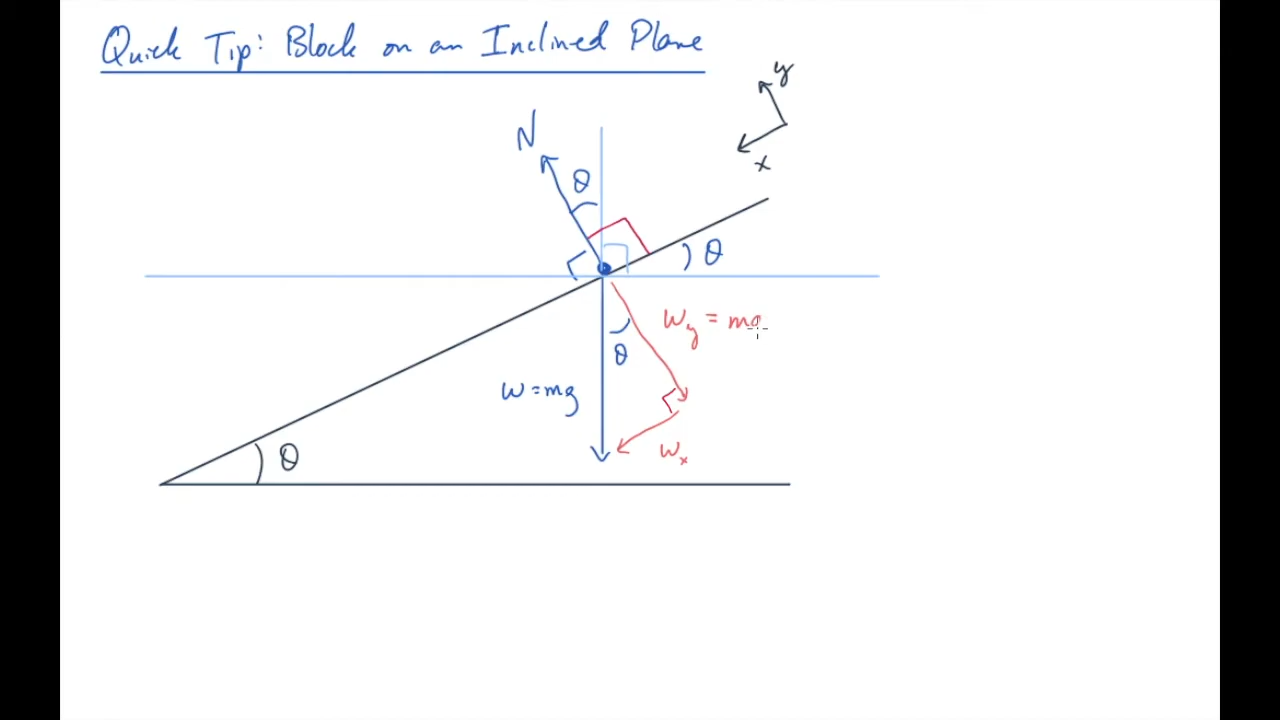 Quick Tip: Block on an Inclined Plane
y
x
N
θ
θ
W_y = mg
θ
W = mg
W_x
θ